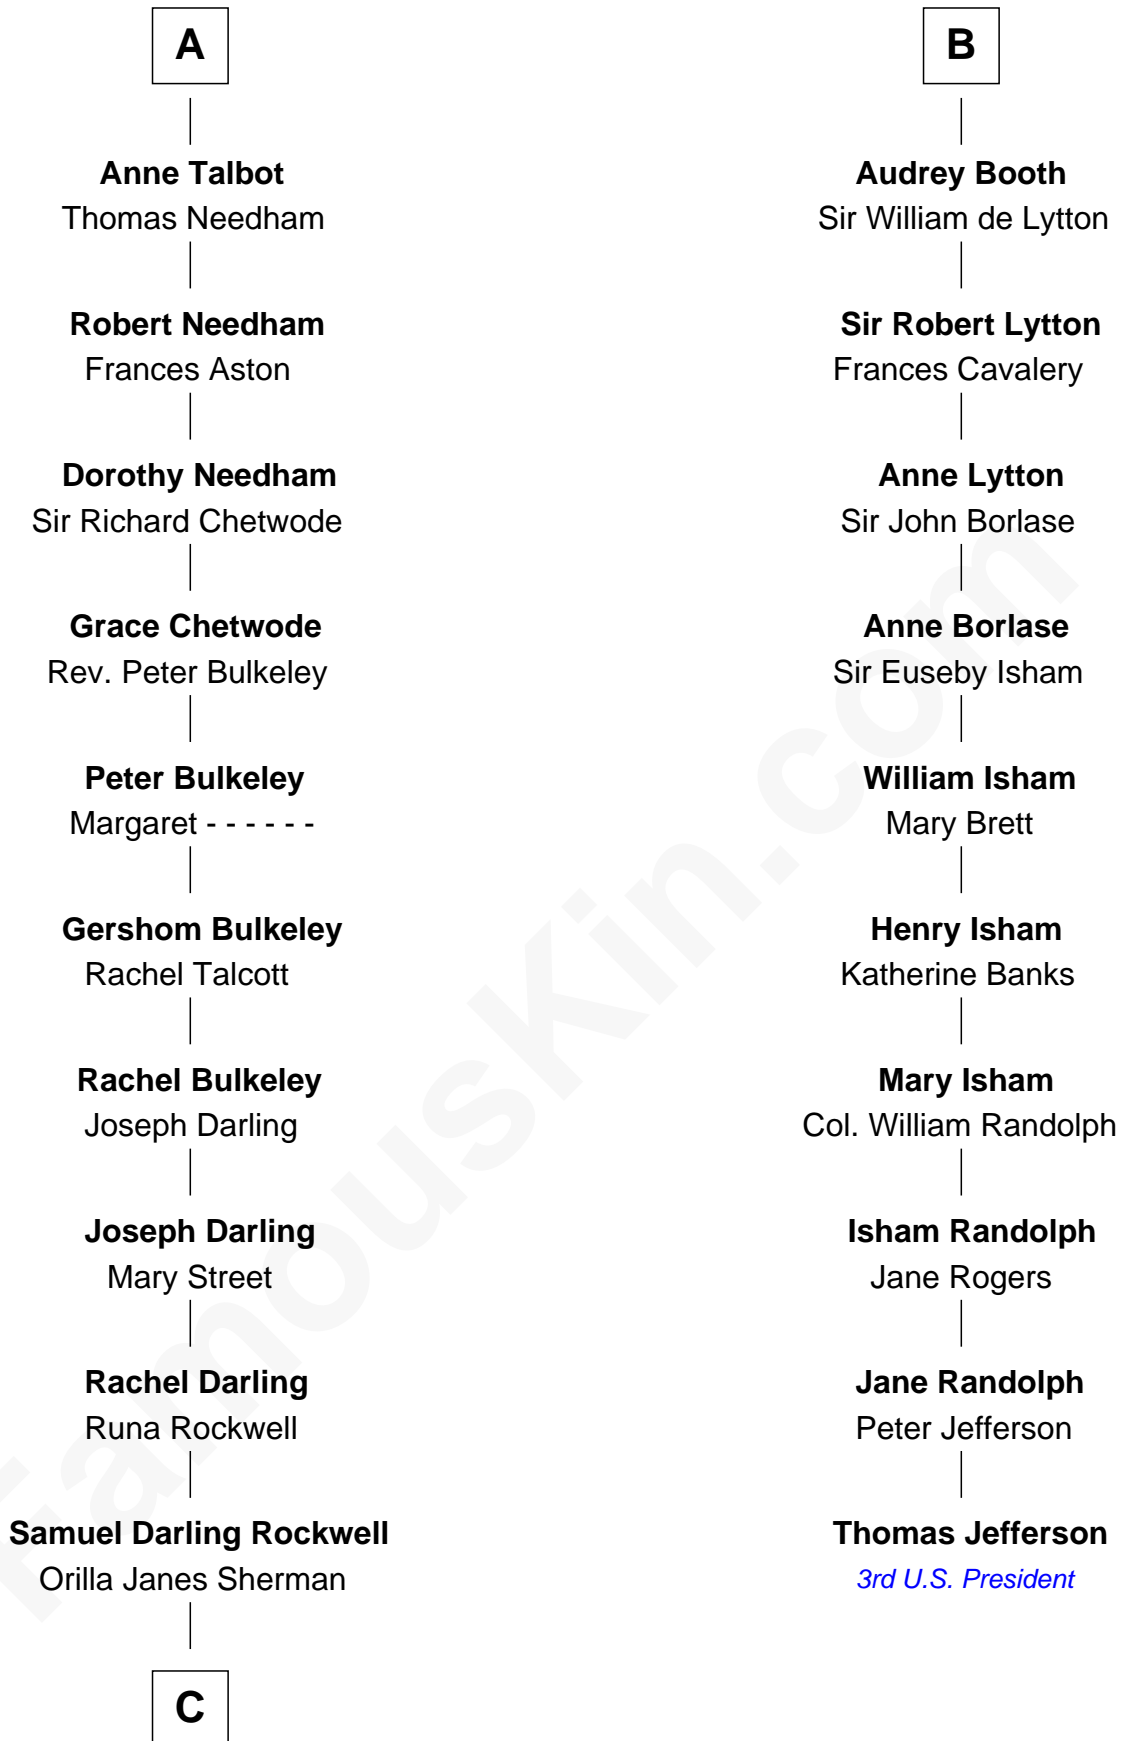 A
Anne Talbot
Thomas Needham
Robert Needham
Frances Aston
Dorothy Needham
Sir Richard Chetwode
Grace Chetwode
Rev. Peter Bulkeley
Peter Bulkeley
Margaret - - - - - -
Gershom Bulkeley
Rachel Talcott
Rachel Bulkeley
Joseph Darling
Joseph Darling
Mary Street
Rachel Darling
Runa Rockwell
Samuel Darling Rockwell
Orilla Janes Sherman
C
B
Audrey Booth
Sir William de Lytton
Sir Robert Lytton
Frances Cavalery
Anne Lytton
Sir John Borlase
Anne Borlase
Sir Euseby Isham
William Isham
Mary Brett
Henry Isham
Katherine Banks
Mary Isham
Col. William Randolph
Isham Randolph
Jane Rogers
Jane Randolph
Peter Jefferson
Thomas Jefferson
3rd U.S. President
FamousKin.com